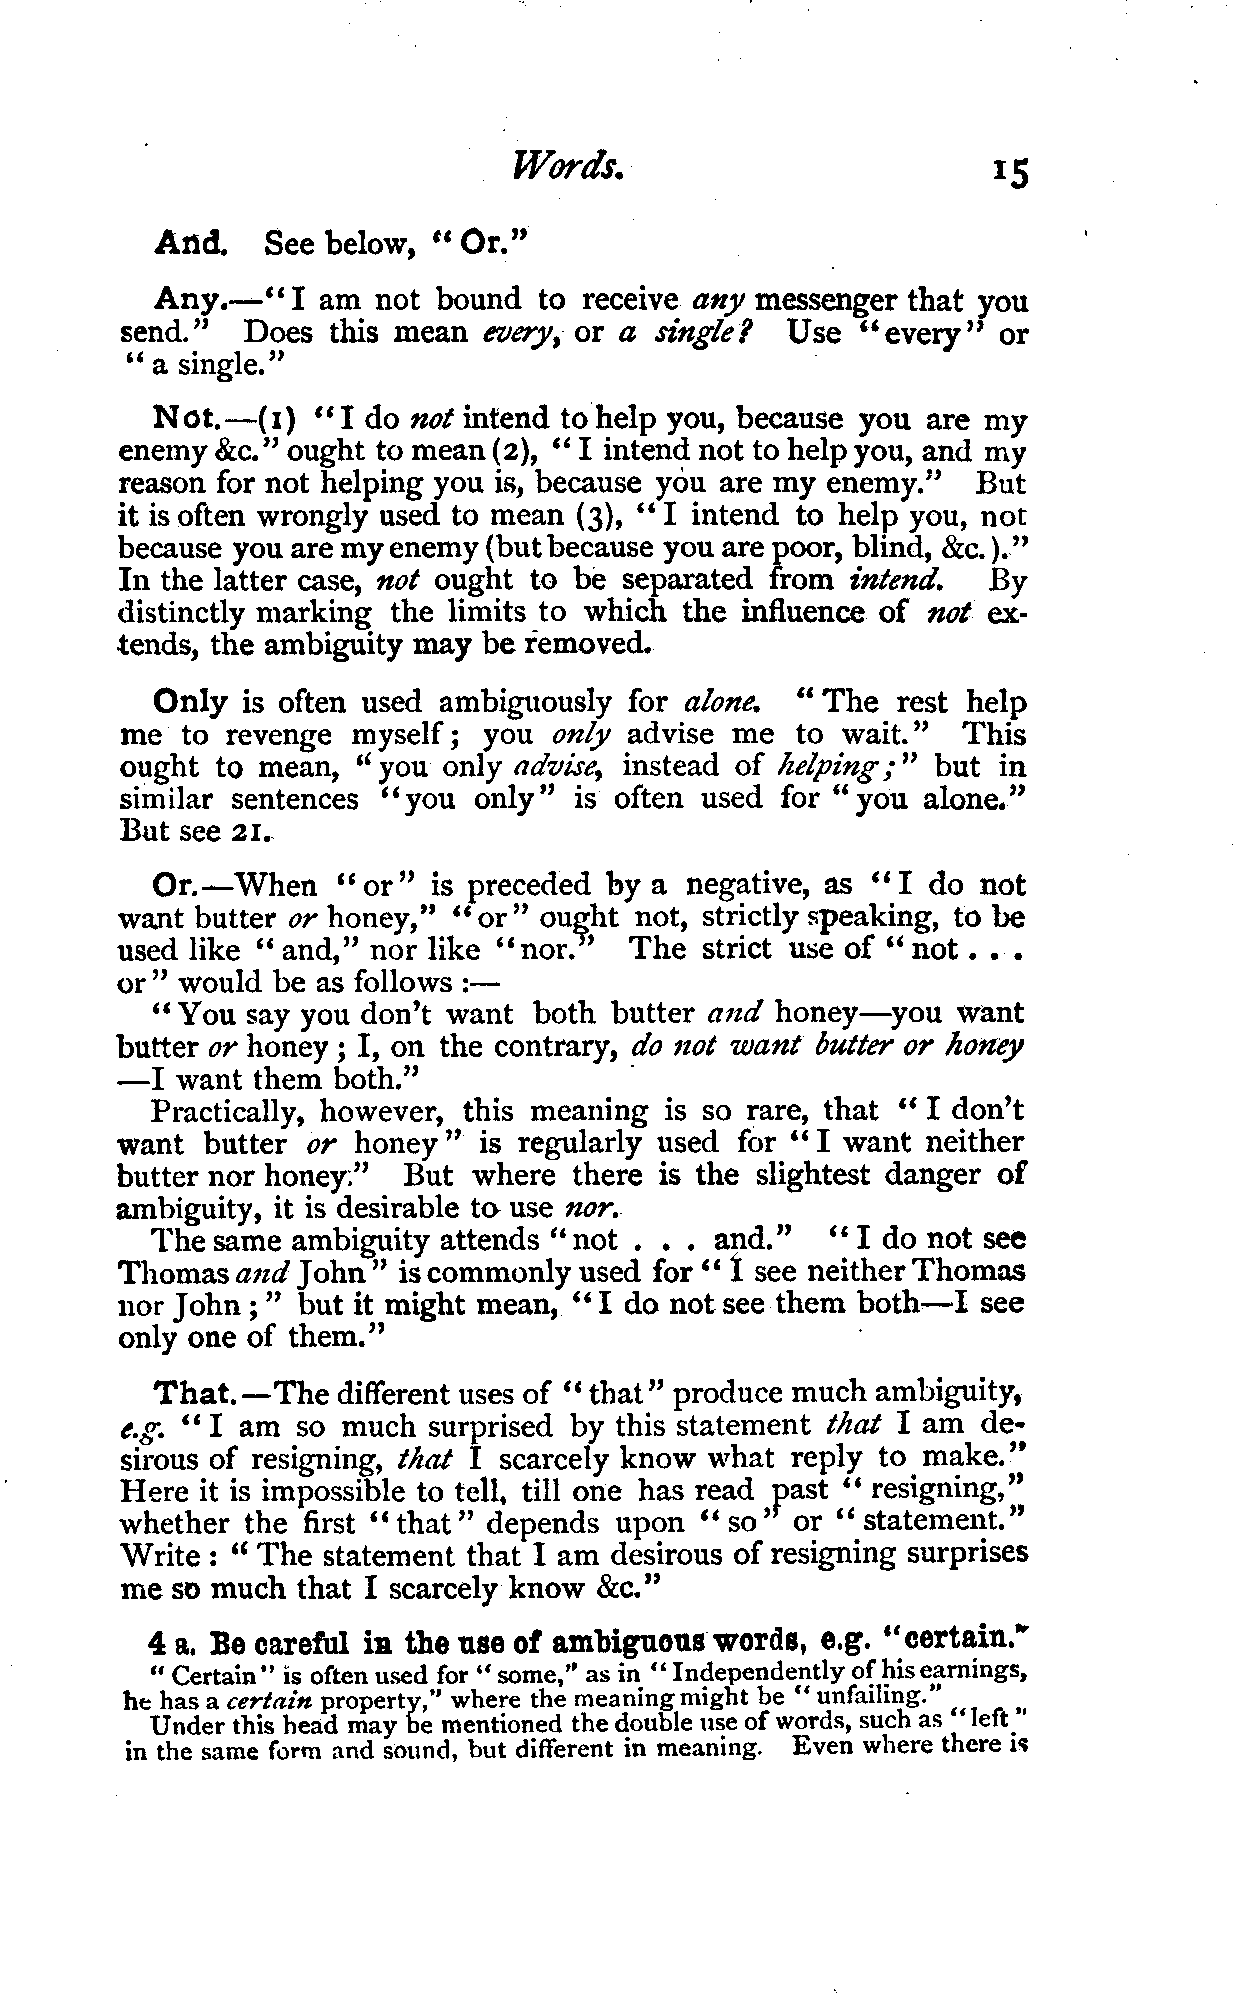 Words. 15
And. See below, "Or."
Any.—"I am not bound to receive any messenger that you
send." Does this mean every, or a single? Use "every" or
"a single."
Not.—(1) "I do not intend to help you, because you are my
enemy &c." ought to mean (2), "I intend not to help you, and my
reason for not helping you is, because you are my enemy." But
it is often wrongly used to mean (3), "I intend to help you, not
because you are my enemy (but because you are poor, blind, &c.)."
In the latter case, not ought to be separated from intend. By
distinctly marking the limits to which the influence of not ex-
tends, the ambiguity may be removed.
Only is often used ambiguously for alone. "The rest help
me to revenge myself; you only advise me to wait." This
ought to mean, "you only advise, instead of helping;" but in
similar sentences "you only" is often used for "you alone."
But see 21.
Or.—When "or" is preceded by a negative, as "I do not
want butter or honey," "or" ought not, strictly speaking, to be
used like "and," nor like "nor." The strict use of "not . . .
or" would be as follows :—
"You say you don't want both butter and honey—you want
butter or honey; I, on the contrary, do not want butter or honey
—I want them both."
Practically, however, this meaning is so rare, that "I don't
want butter or honey" is regularly used for "I want neither
butter nor honey." But where there is the slightest danger of
ambiguity, it is desirable to use nor.
The same ambiguity attends "not . . . and." "I do not see
Thomas and John" is commonly used for "I see neither Thomas
nor John;" but it might mean, "I do not see them both—I see
only one of them."
That.—The different uses of "that" produce much ambiguity,
e.g. "I am so much surprised by this statement that I am de-
sirous of resigning, that I scarcely know what reply to make."
Here it is impossible to tell, till one has read past "resigning,"
whether the first "that" depends upon "so" or "statement."
Write : "The statement that I am desirous of resigning surprises
me so much that I scarcely know &c."
4 a. Be careful in the use of ambiguous words, e.g. "certain."
"Certain" is often used for "some," as in "Independently of his earnings,
he has a certain property," where the meaning might be "unfailing."
Under this head may be mentioned the double use of words, such as "left"
in the same form and sound, but different in meaning. Even where there is